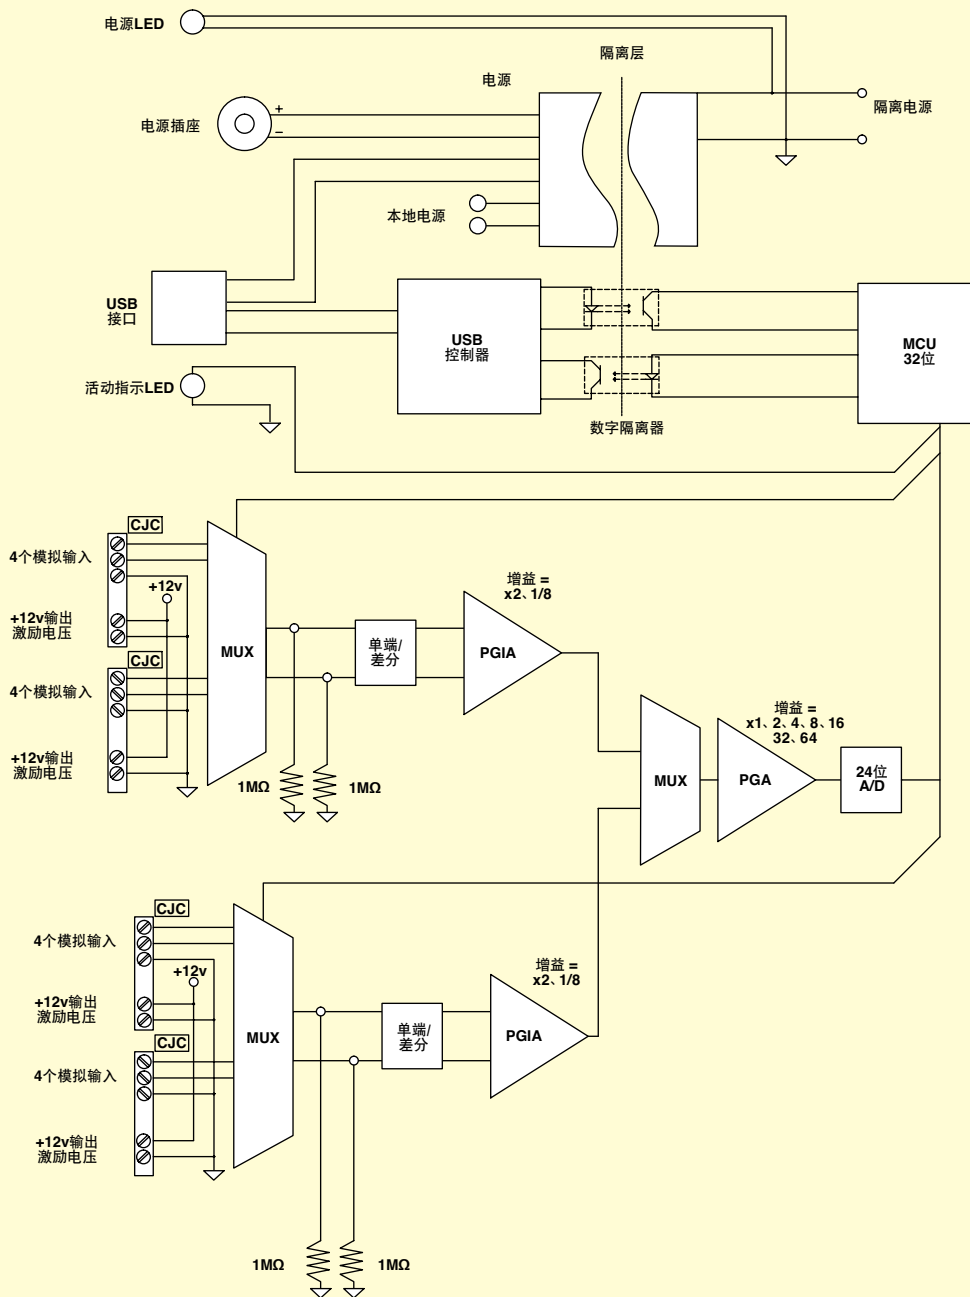 电源LED
隔离层
电源
+
电源插座
−
隔离电源
本地电源
USB
接口
USB
控制器
MCU
32位
活动指示LED
数字隔离器
CJC
4个模拟输入
+12v
+12v输出
激励电压
CJC
4个模拟输入
+12v输出
激励电压
MUX
1MΩ
1MΩ
单端/
差分
增益 =
x2、1/8
PGIA
MUX
增益 =
x1、2、4、8、16
32、64
PGA
24位
A/D
CJC
4个模拟输入
+12v
+12v输出
激励电压
CJC
4个模拟输入
+12v输出
激励电压
MUX
单端/
差分
增益 =
x2、1/8
PGIA
1MΩ
1MΩ